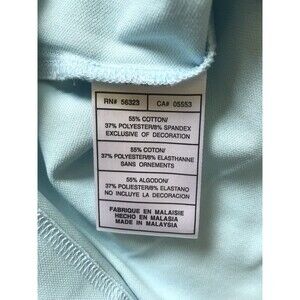 RN# 56323 CA# 05553
55% COTTON/
37% POLYESTER/8% SPANDEX
EXCLUSIVE OF DECORATION
55% COTON/
37% POLYESTER/8% ELASTHANNE
SANS ORNEMENTS
55% ALGODON/
37% POLIESTER/8% ELASTANO
NO INCLUYE LA DECORACION
FABRIQUE EN MALAISIE
HECHO EN MALASIA
MADE IN MALAYSIA